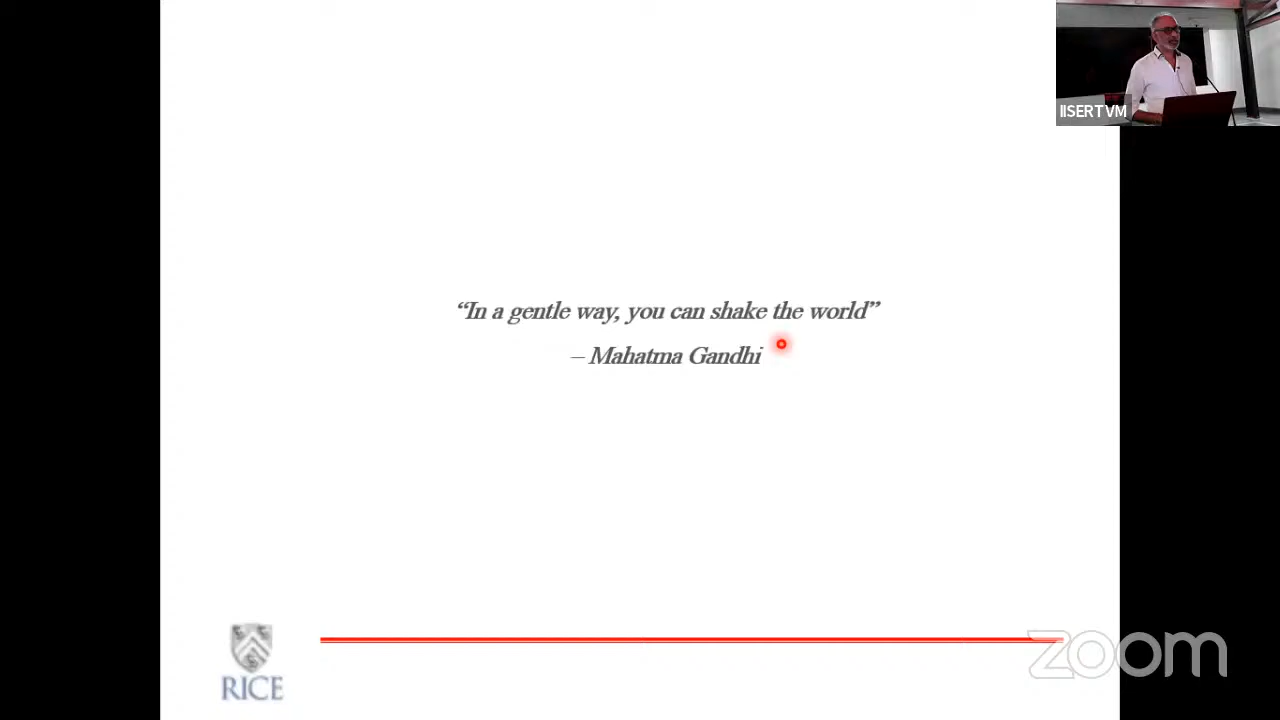 IISERTVM
“In a gentle way, you can shake the world”
– Mahatma Gandhi
RICE
zoom